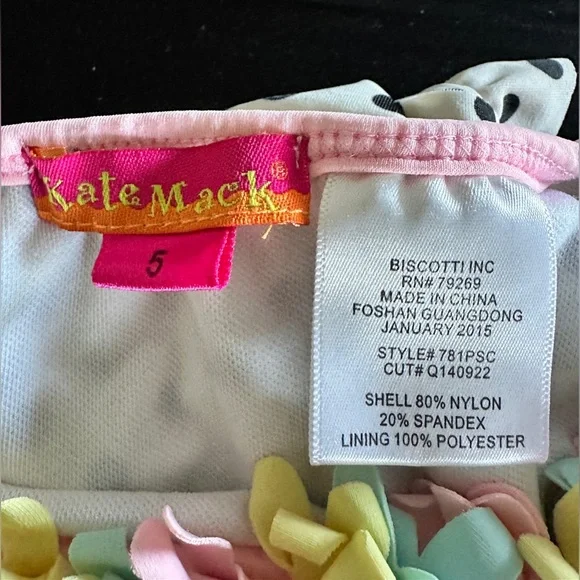 Kate Mack®
5
BISCOTTI INC
RN# 79269
MADE IN CHINA
FOSHAN GUANGDONG
JANUARY 2015
STYLE# 781PSC
CUT# Q140922
SHELL 80% NYLON
20% SPANDEX
LINING 100% POLYESTER